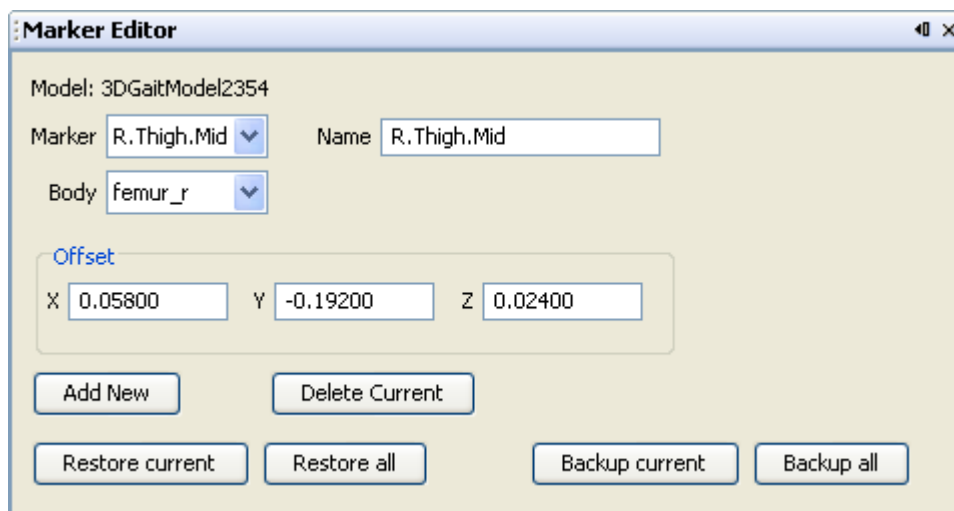 Marker Editor
Model: 3DGaitModel2354
Marker R.Thigh.Mid Name R.Thigh.Mid
Body femur_r
Offset
X 0.05800 Y -0.19200 Z 0.02400
Add New Delete Current
Restore current Restore all Backup current Backup all